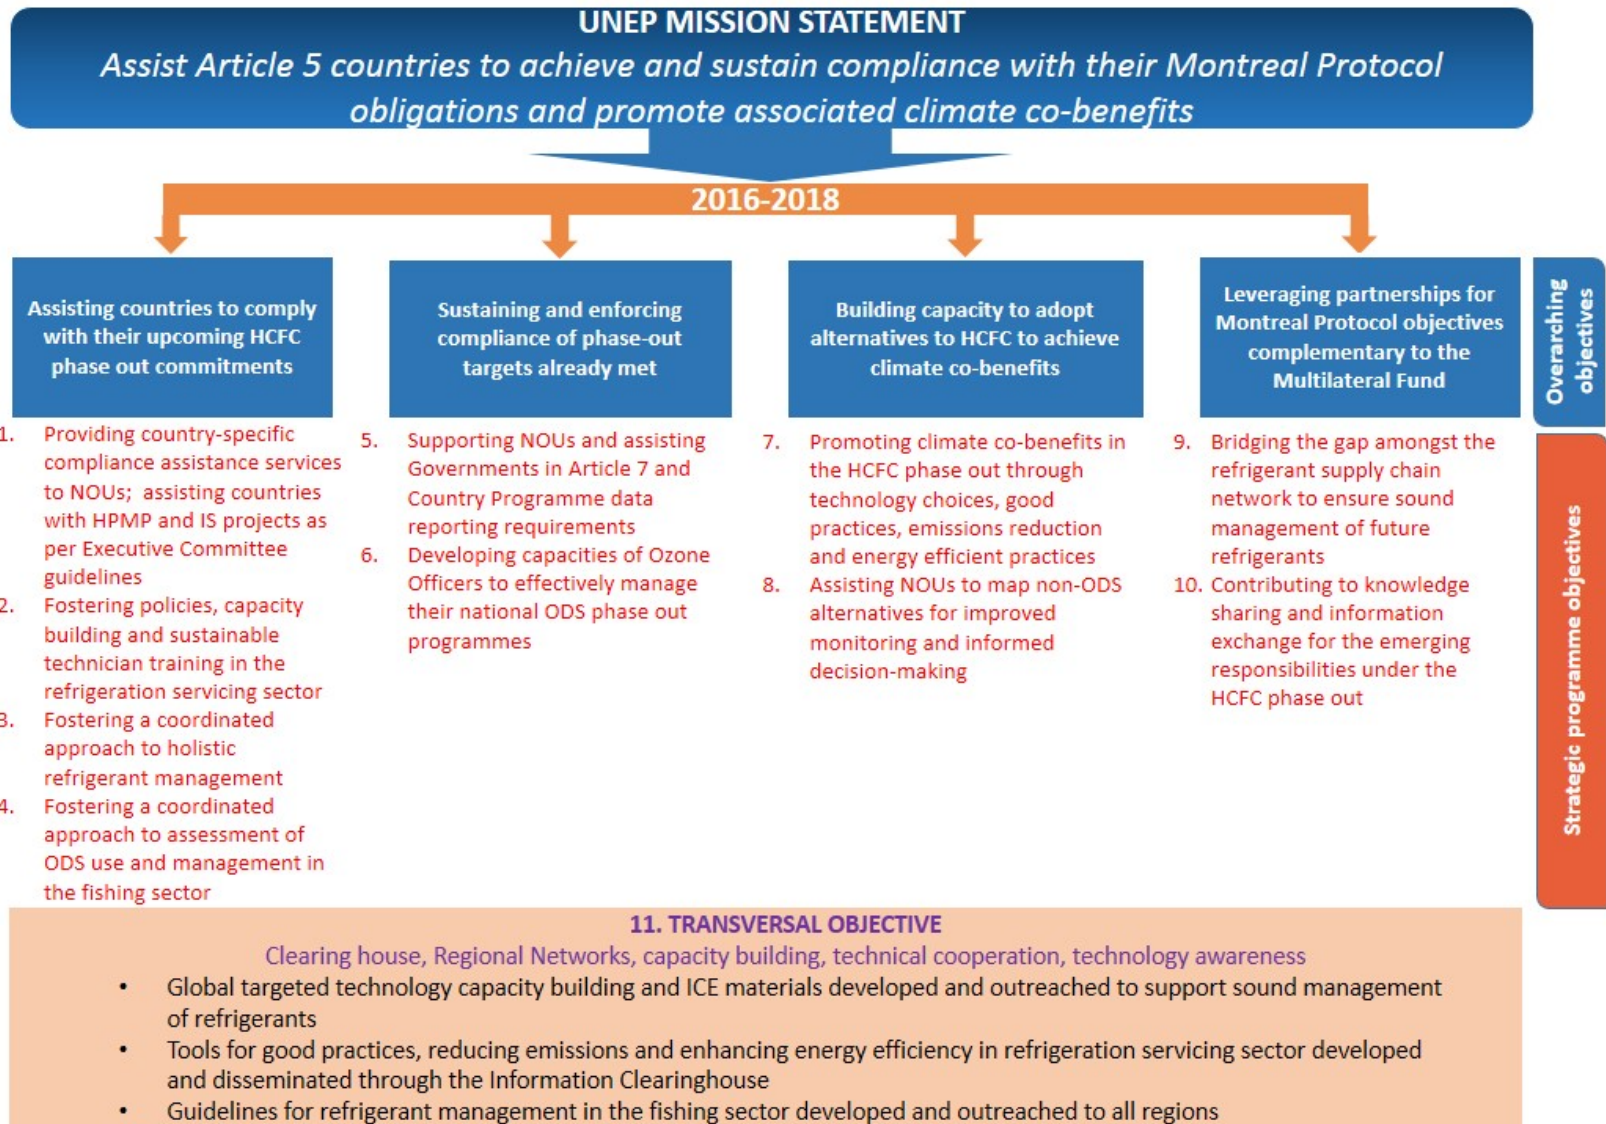 UNEP MISSION STATEMENT
Assist Article 5 countries to achieve and sustain compliance with their Montreal Protocol
obligations and promote associated climate co-benefits
2016-2018
Assisting countries to comply
with their upcoming HCFC
phase out commitments
Sustaining and enforcing
compliance of phase-out
targets already met
Building capacity to adopt
alternatives to HCFC to achieve
climate co-benefits
Leveraging partnerships for
Montreal Protocol objectives
complementary to the
Multilateral Fund
Overarching
objectives
1. Providing country-specific
compliance assistance services
to NOUs; assisting countries
with HPMP and IS projects as
per Executive Committee
guidelines
2. Fostering policies, capacity
building and sustainable
technician training in the
refrigeration servicing sector
3. Fostering a coordinated
approach to holistic
refrigerant management
4. Fostering a coordinated
approach to assessment of
ODS use and management in
the fishing sector
5. Supporting NOUs and assisting
Governments in Article 7 and
Country Programme data
reporting requirements
6. Developing capacities of Ozone
Officers to effectively manage
their national ODS phase out
programmes
7. Promoting climate co-benefits in
the HCFC phase out through
technology choices, good
practices, emissions reduction
and energy efficient practices
8. Assisting NOUs to map non-ODS
alternatives for improved
monitoring and informed
decision-making
9. Bridging the gap amongst the
refrigerant supply chain
network to ensure sound
management of future
refrigerants
10. Contributing to knowledge
sharing and information
exchange for the emerging
responsibilities under the
HCFC phase out
Strategic programme objectives
11. TRANSVERSAL OBJECTIVE
Clearing house, Regional Networks, capacity building, technical cooperation, technology awareness
• Global targeted technology capacity building and ICE materials developed and outreached to support sound management
of refrigerants
• Tools for good practices, reducing emissions and enhancing energy efficiency in refrigeration servicing sector developed
and disseminated through the Information Clearinghouse
• Guidelines for refrigerant management in the fishing sector developed and outreached to all regions